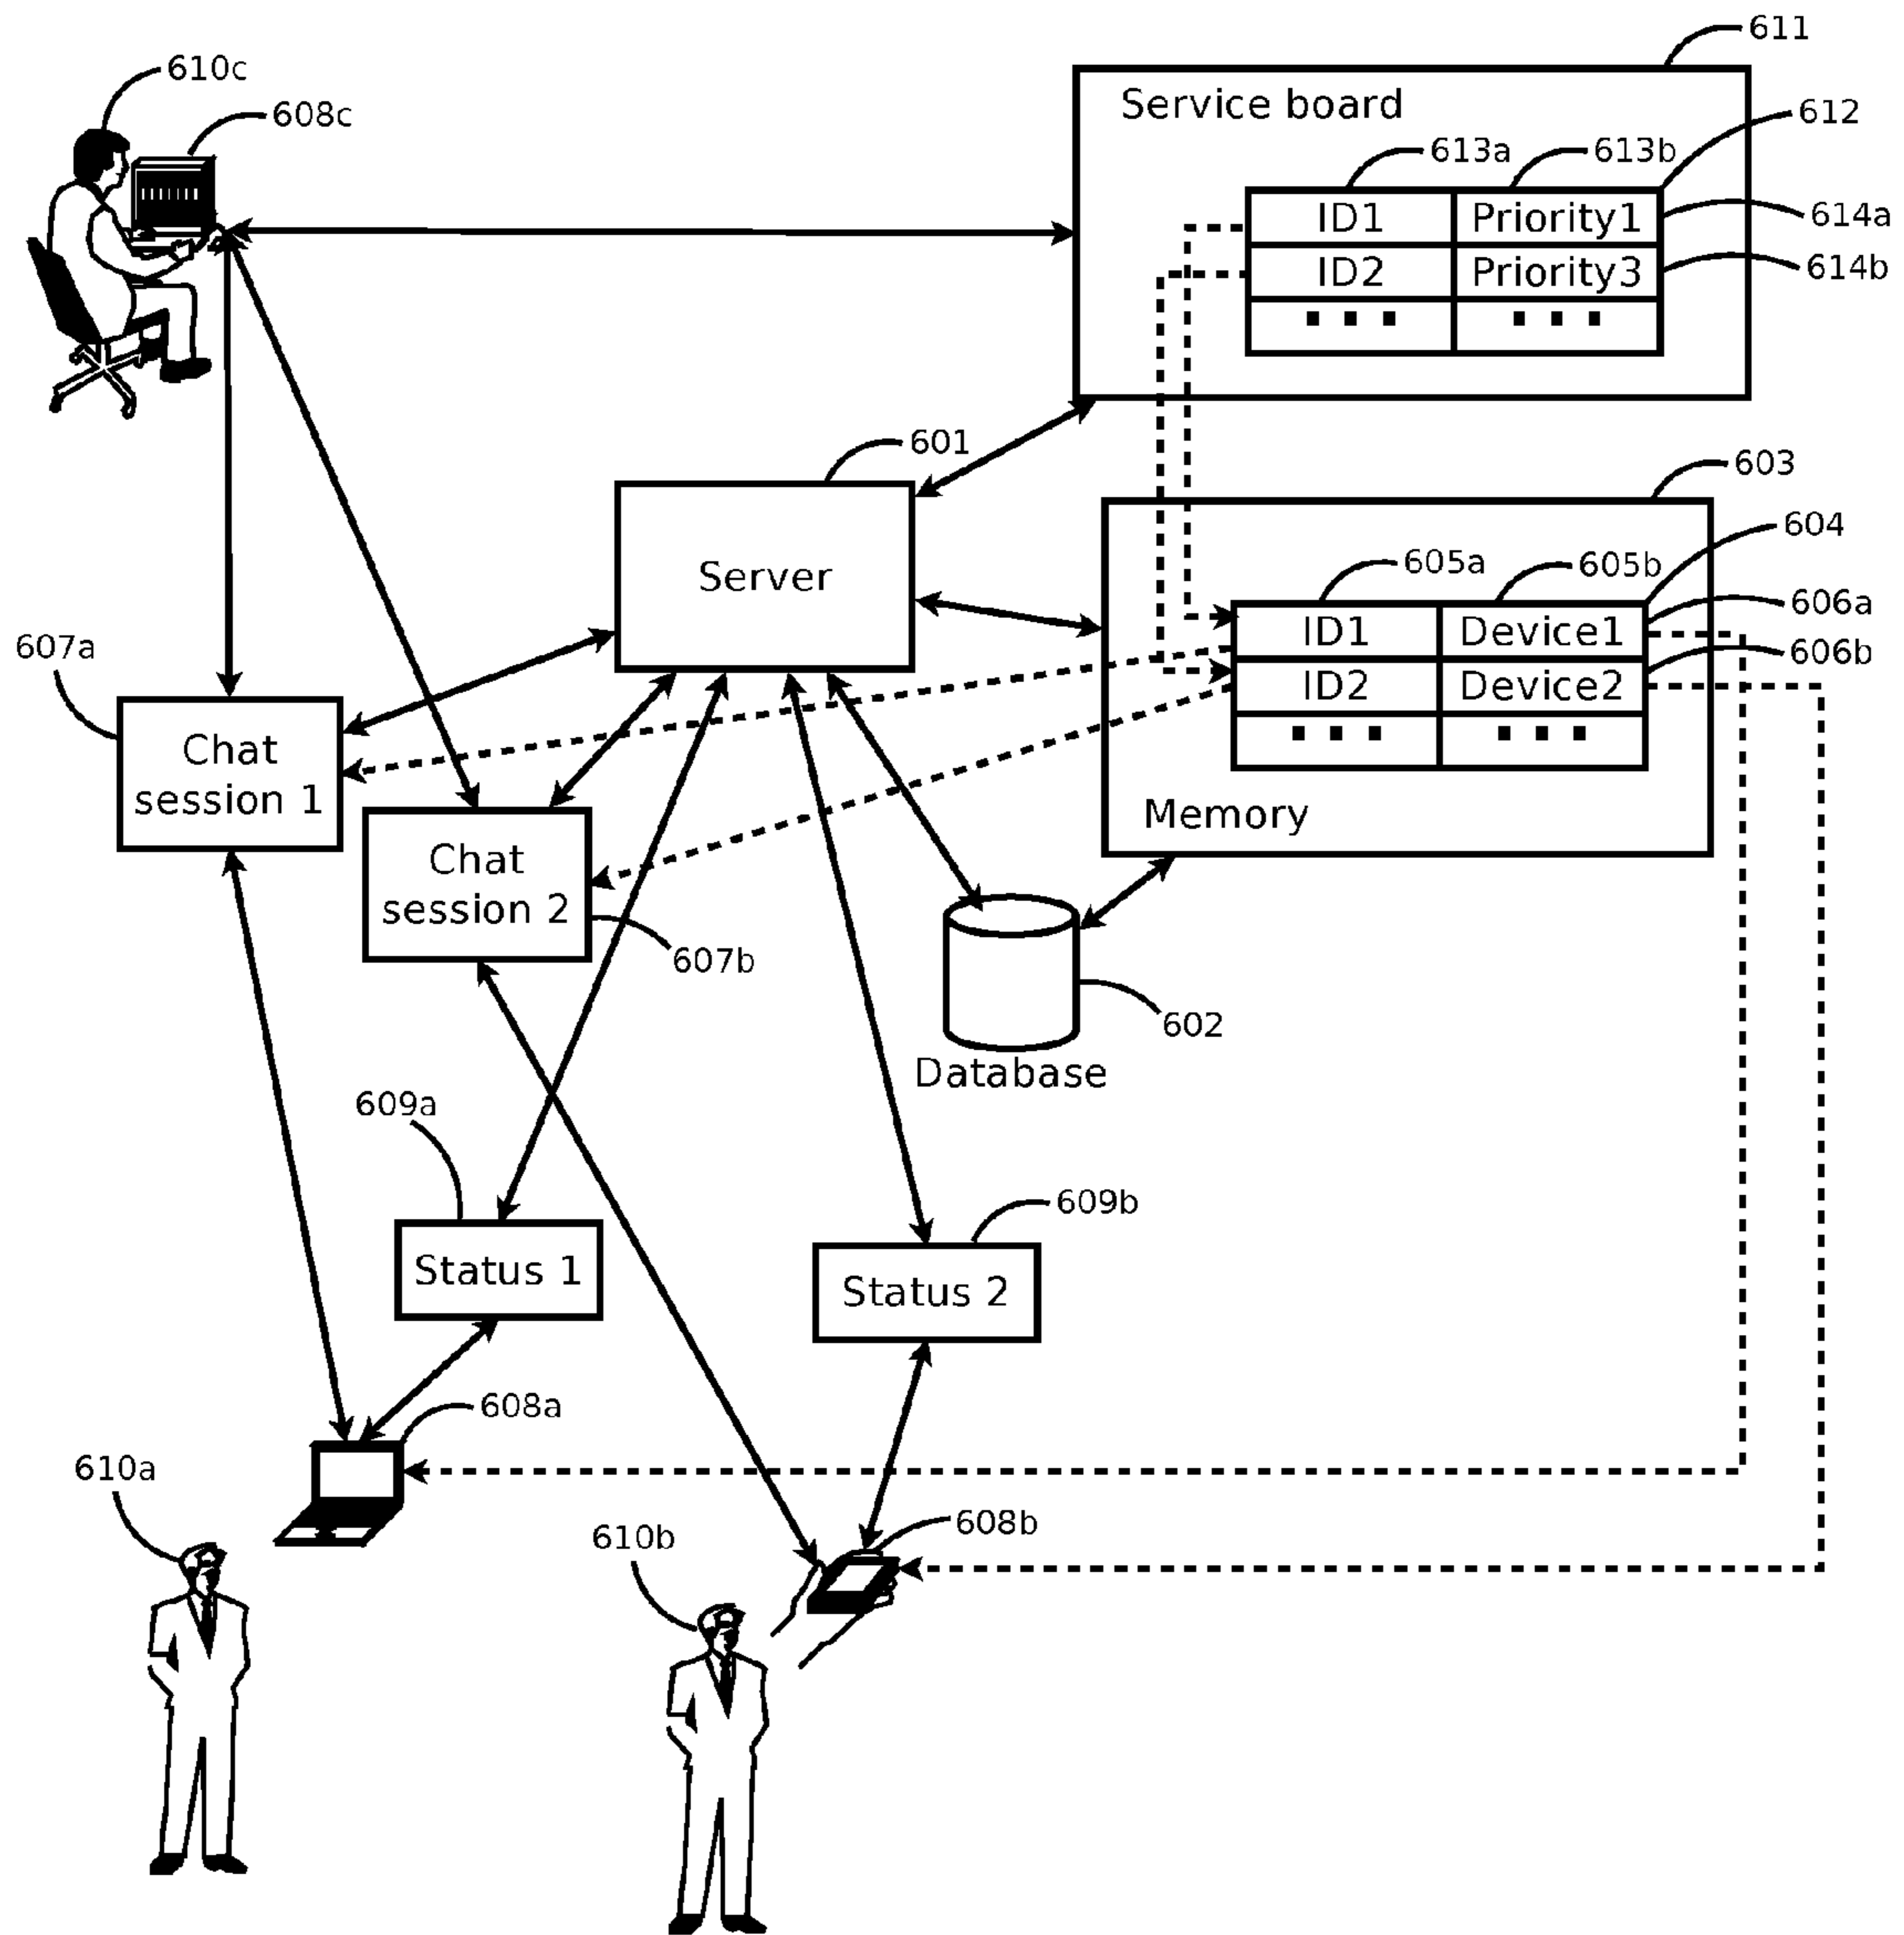 611
610c
608c
Service board
612
613a
613b
614a
ID1
Priority1
614b
ID2
Priority3
601
603
604
Server
605a
605b
606a
ID1
Device1
607a
606b
ID2
Device2
Chat
session 1
Memory
Chat
session 2
607b
602
Database
609a
609b
Status 1
Status 2
608a
610a
608b
610b